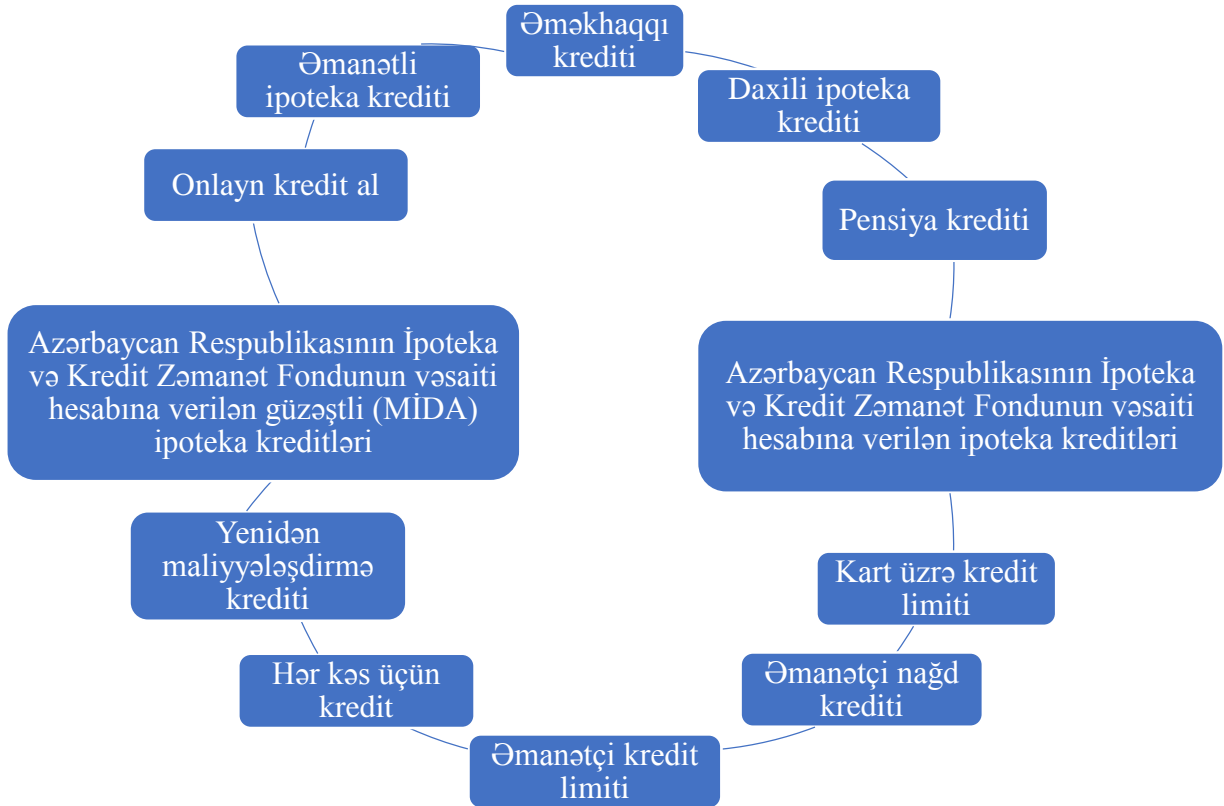 Əməkhaqqı
krediti
Daxili ipoteka
krediti
Pensiya krediti
Azərbaycan Respublikasının İpoteka
və Kredit Zəmanət Fondunun vəsaiti
hesabına verilən ipoteka kreditləri
Kart üzrə kredit
limiti
Əmanətçi nağd
krediti
Əmanətçi kredit
limiti
Hər kəs üçün
kredit
Yenidən
maliyyələşdirmə
krediti
Azərbaycan Respublikasının İpoteka
və Kredit Zəmanət Fondunun vəsaiti
hesabına verilən güzəştli (MİDA)
ipoteka kreditləri
Onlayn kredit al
Əmanətli
ipoteka krediti